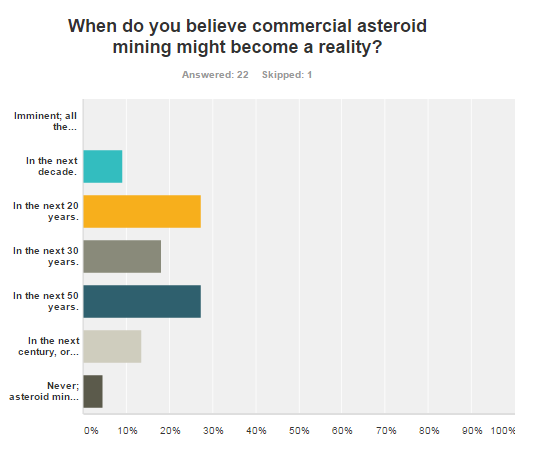 When do you believe commercial asteroid
mining might become a reality?
Answered: 22 Skipped: 1
Imminent; all
the...
In the next
decade.
In the next 20
years.
In the next 30
years.
In the next 50
years.
In the next
century, or...
Never;
asteroid min...
0% 10% 20% 30% 40% 50% 60% 70% 80% 90% 100%